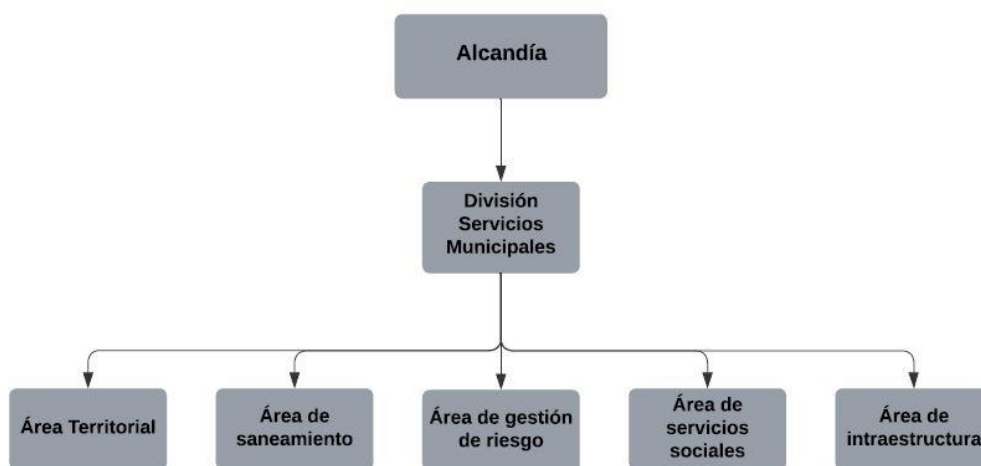 Alcandía
División
Servicios
Municipales
Área Territorial
Área de
saneamiento
Área de gestión
de riesgo
Área de
servicios
sociales
Área de
intraestructura